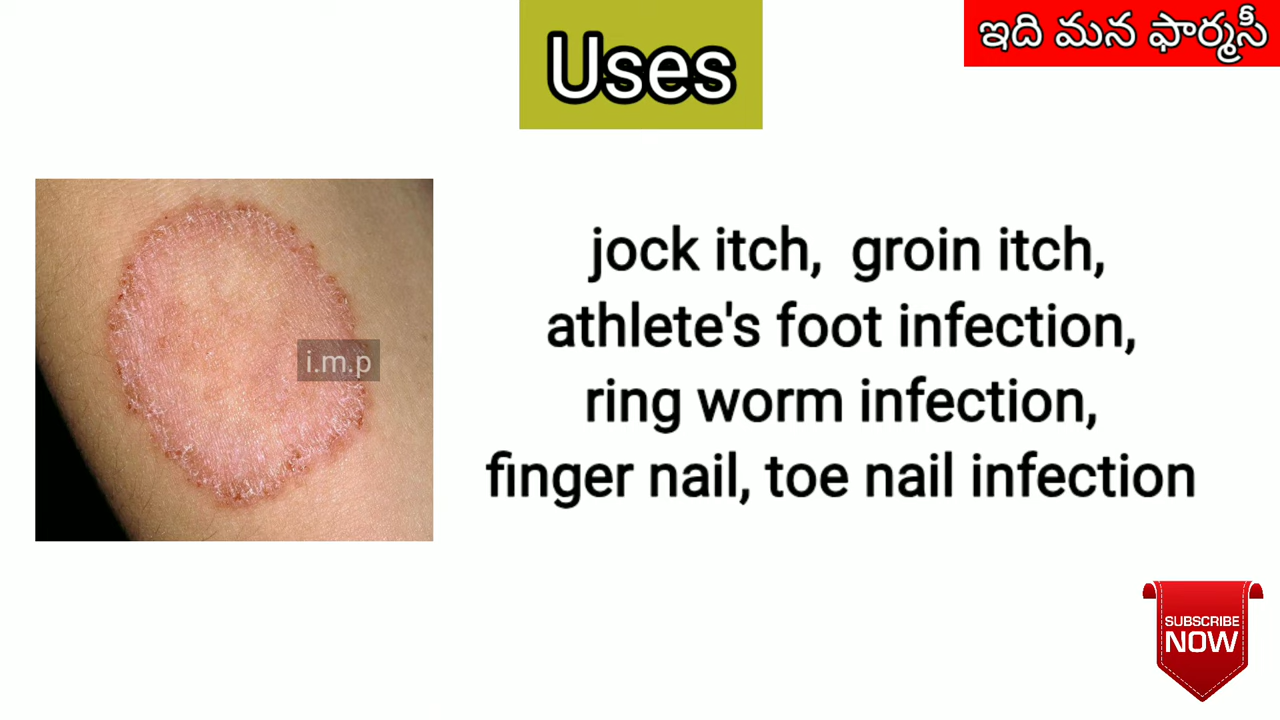 Uses
ఇది మన ఫార్మసీ
i.m.p
jock itch, groin itch,
athlete's foot infection,
ring worm infection,
finger nail, toe nail infection
SUBSCRIBE
NOW